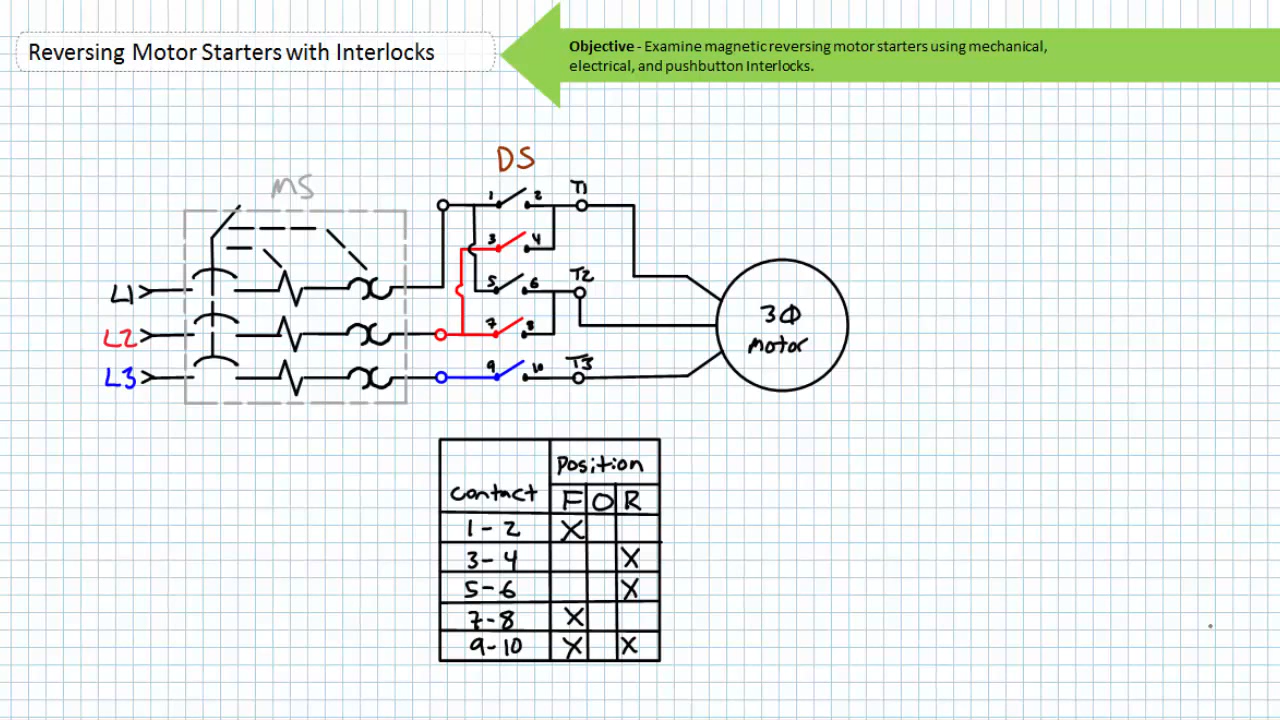 Reversing Motor Starters with Interlocks
Objective - Examine magnetic reversing motor starters using mechanical,
electrical, and pushbutton Interlocks.
DS
MS
1 2 T1
3 4
5 6 T2
L1
3Φ
L2 7 8
motor
L3 9 10 T3
Position
Contact F O R
1-2 X
3-4 X
5-6 X
7-8 X
9-10 X X